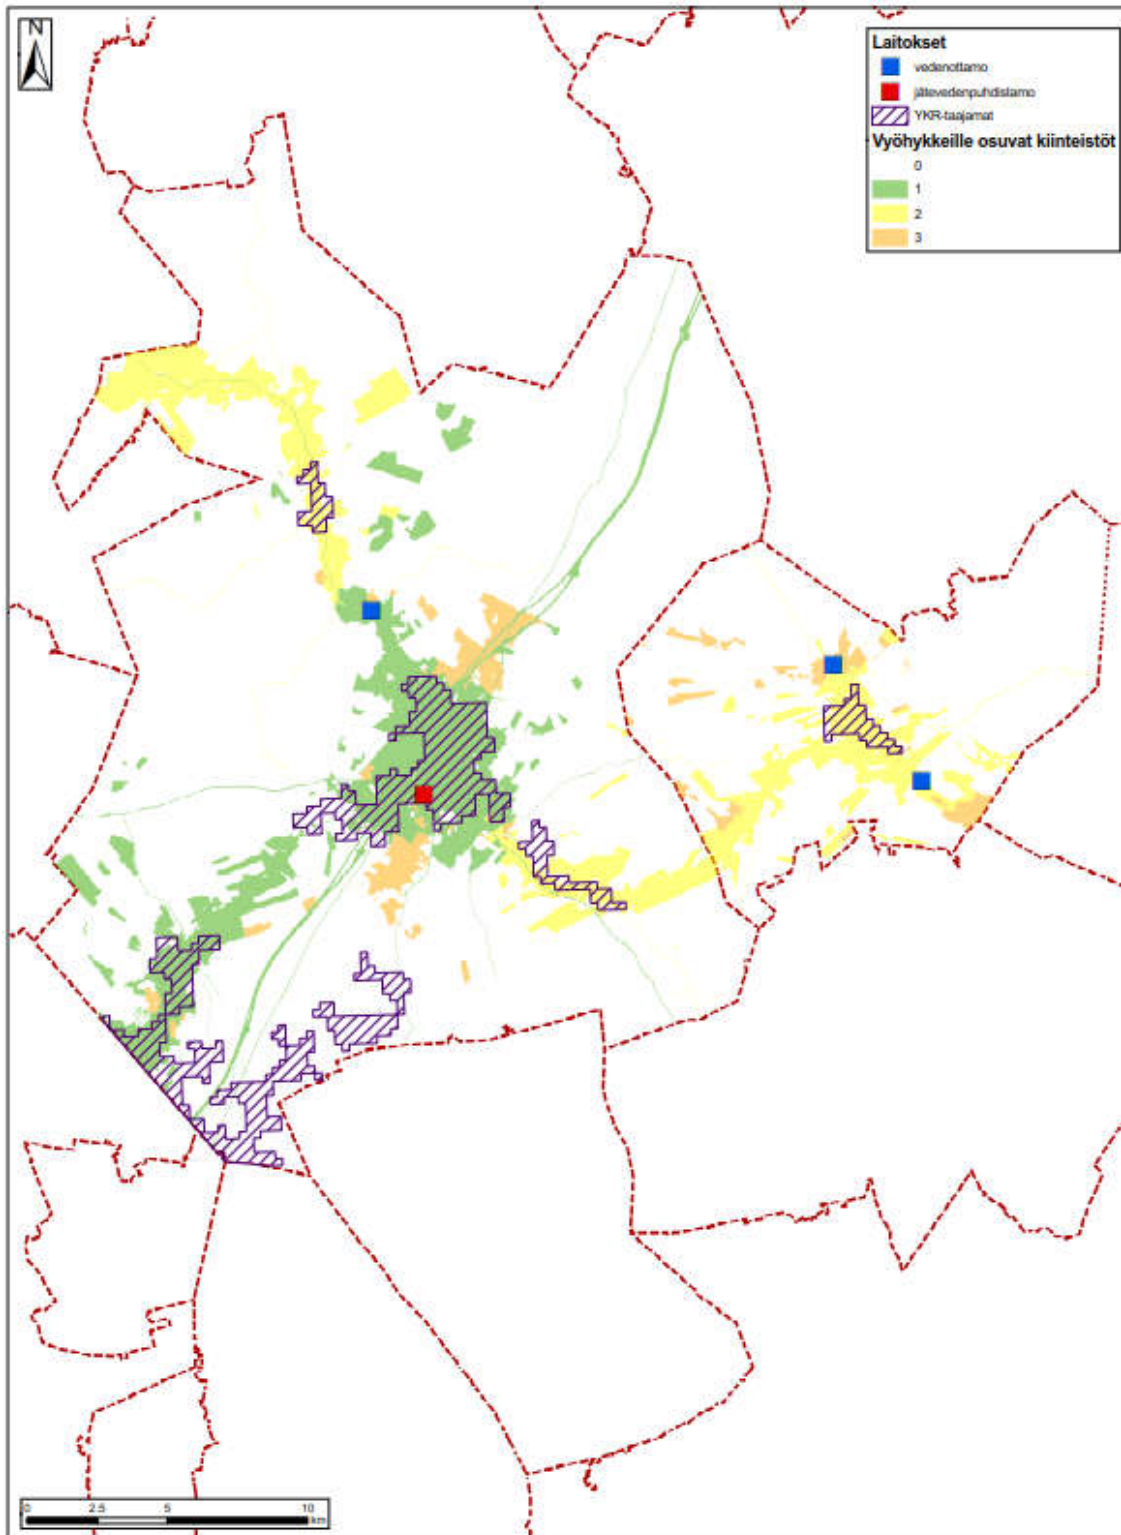 N
Laitokset
vedenottamo
jätevedenpuhdistamo
YKR-taajamat
Vyöhykkeille osuvat kiinteistöt
0
1
2
3
0 2.5 5 10
km